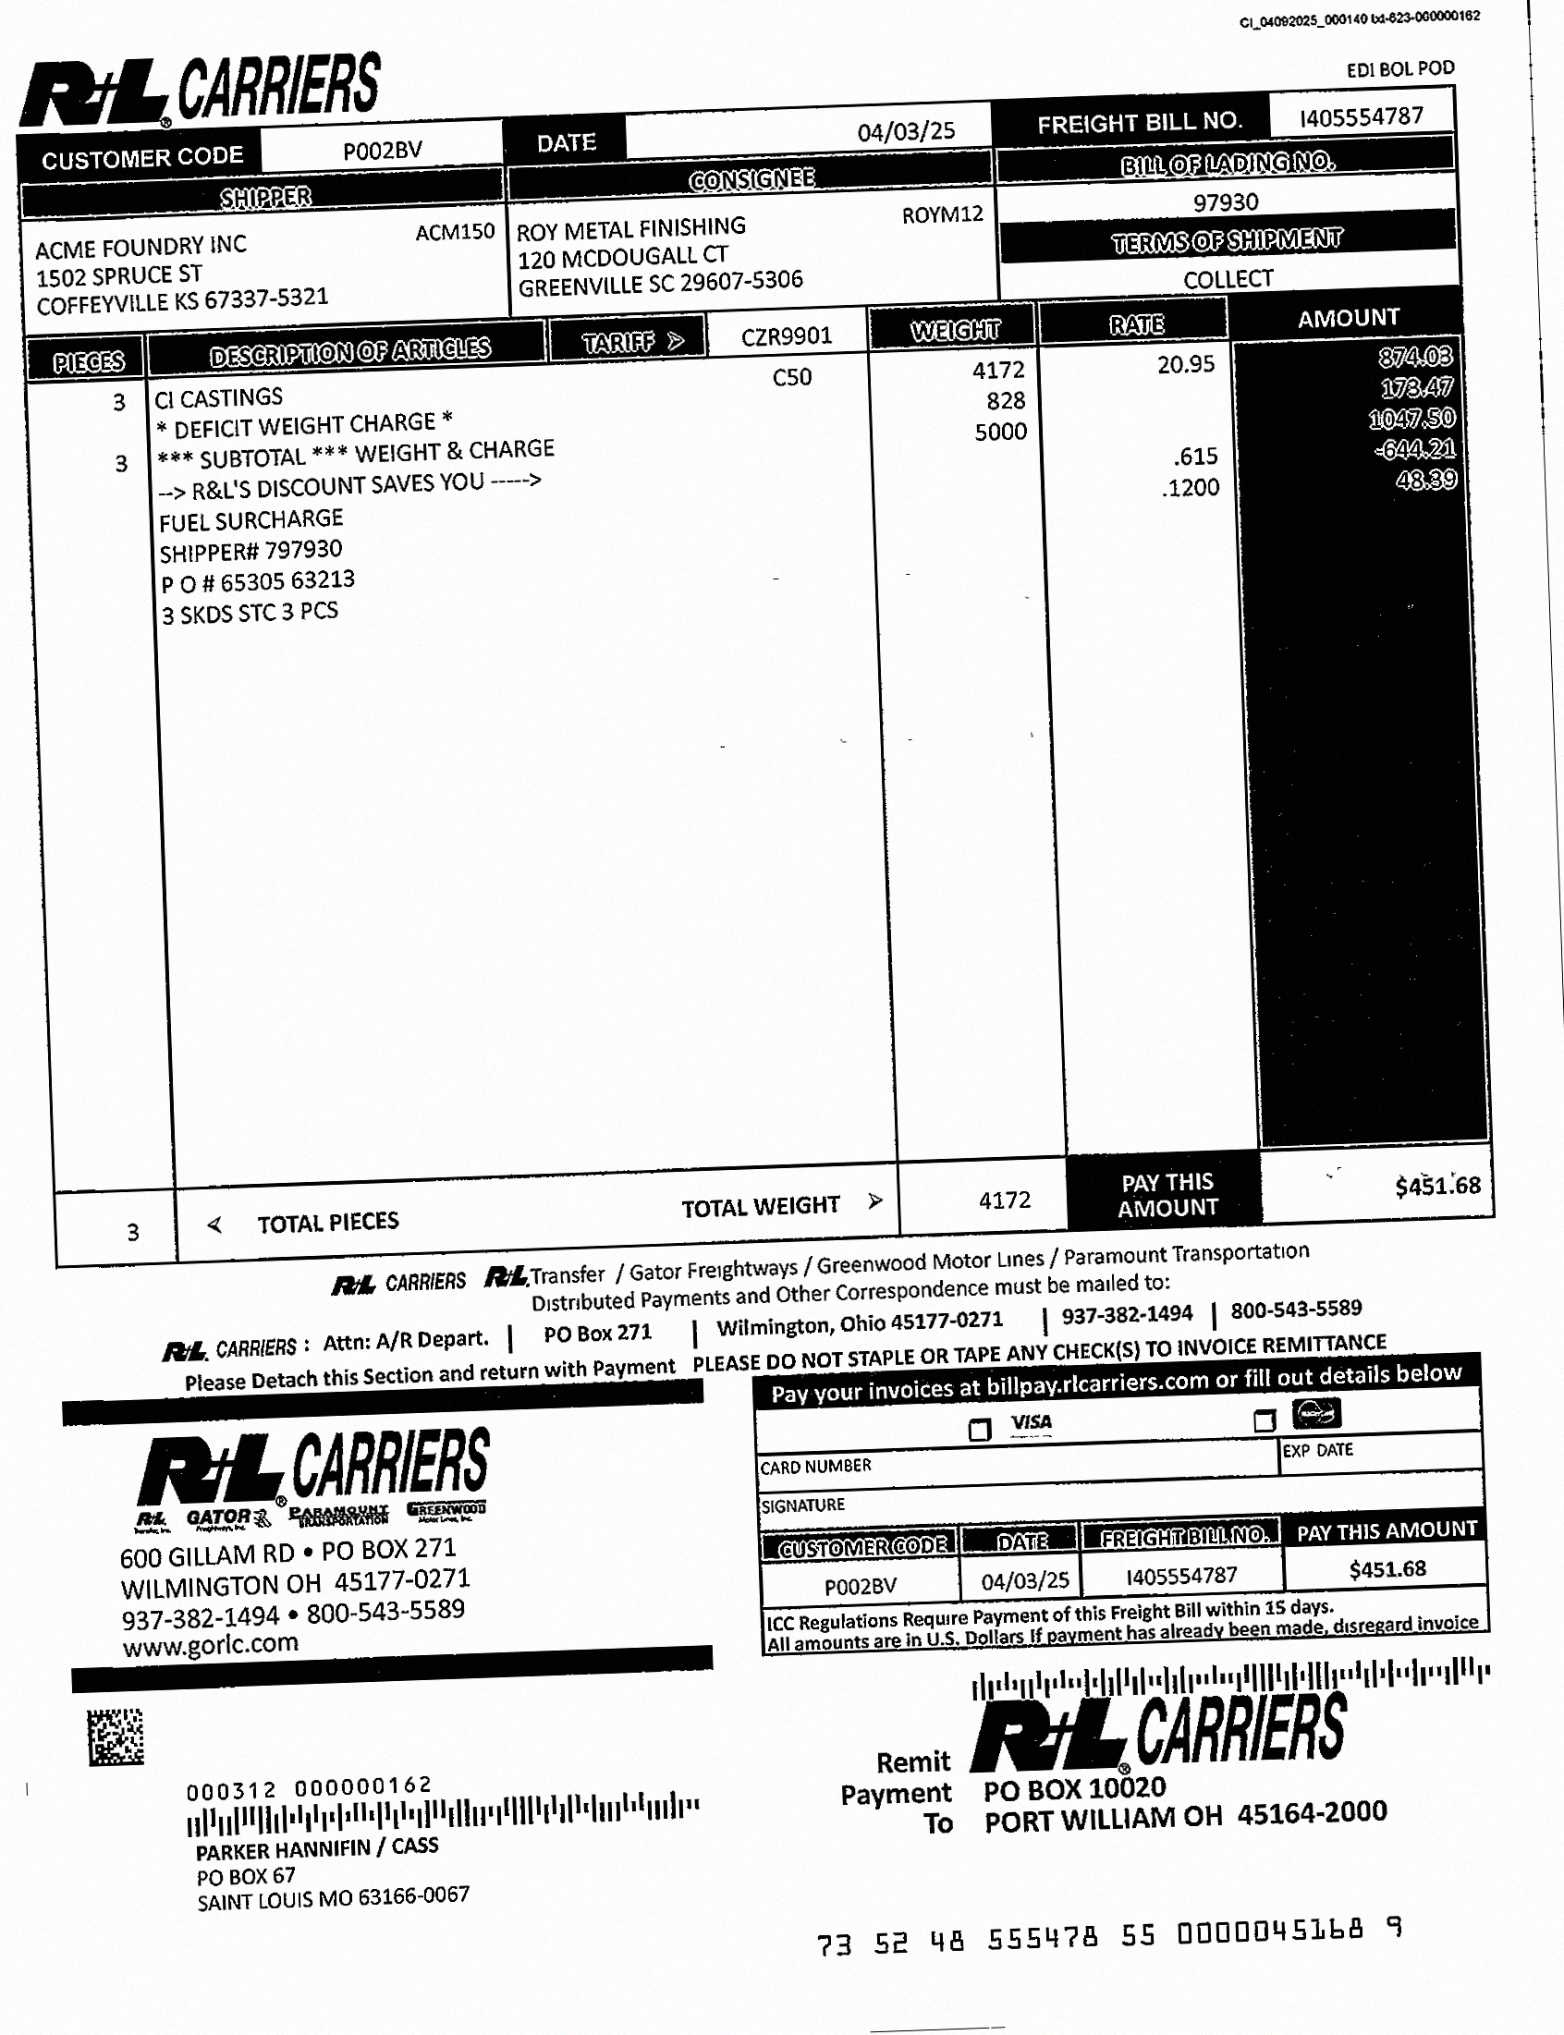 CI_04092025_000140 bd-623-000000162
R+L CARRIERS
EDI BOL POD
CUSTOMER CODE P002BV DATE 04/03/25 FREIGHT BILL NO. I405554787
SHIPPER CONSIGNEE BILL OF LADING NO.
97930
ACME FOUNDRY INC ACM150 ROY METAL FINISHING ROYM12
1502 SPRUCE ST 120 MCDOUGALL CT TERMS OF SHIPMENT
COFFEYVILLE KS 67337-5321 GREENVILLE SC 29607-5306 COLLECT
PIECES DESCRIPTION OF ARTICLES TARIFF > CZR9901 WEIGHT RATE AMOUNT
3 CI CASTINGS C50 4172 20.95 874.03
* DEFICIT WEIGHT CHARGE * 828 173.47
3 *** SUBTOTAL *** WEIGHT & CHARGE 5000 1047.50
--> R&L'S DISCOUNT SAVES YOU -----> .615 -644.21
FUEL SURCHARGE .1200 48.39
SHIPPER# 797930
P O # 65305 63213
3 SKDS STC 3 PCS
3 < TOTAL PIECES TOTAL WEIGHT > 4172 PAY THIS AMOUNT $451.68
R+L CARRIERS R+L Transfer / Gator Freightways / Greenwood Motor Lines / Paramount Transportation
Distributed Payments and Other Correspondence must be mailed to:
R+L CARRIERS : Attn: A/R Depart. | PO Box 271 | Wilmington, Ohio 45177-0271 | 937-382-1494 | 800-543-5589
Please Detach this Section and return with Payment PLEASE DO NOT STAPLE OR TAPE ANY CHECK(S) TO INVOICE REMITTANCE
Pay your invoices at billpay.rlcarriers.com or fill out details below
VISA
CARD NUMBER EXP DATE
SIGNATURE
CUSTOMER CODE DATE FREIGHT BILL NO. PAY THIS AMOUNT
P002BV 04/03/25 I405554787 $451.68
ICC Regulations Require Payment of this Freight Bill within 15 days.
All amounts are in U.S. Dollars If payment has already been made, disregard invoice
R+L CARRIERS
R+L GATOR PARAMOUNT TRANSPORTATION GREENWOOD
600 GILLAM RD • PO BOX 271
WILMINGTON OH 45177-0271
937-382-1494 • 800-543-5589
www.gorlc.com
R+L CARRIERS
Remit Payment To
PO BOX 10020
PORT WILLIAM OH 45164-2000
000312 000000162
PARKER HANNIFIN / CASS
PO BOX 67
SAINT LOUIS MO 63166-0067
73 52 48 555478 55 0000045168 9